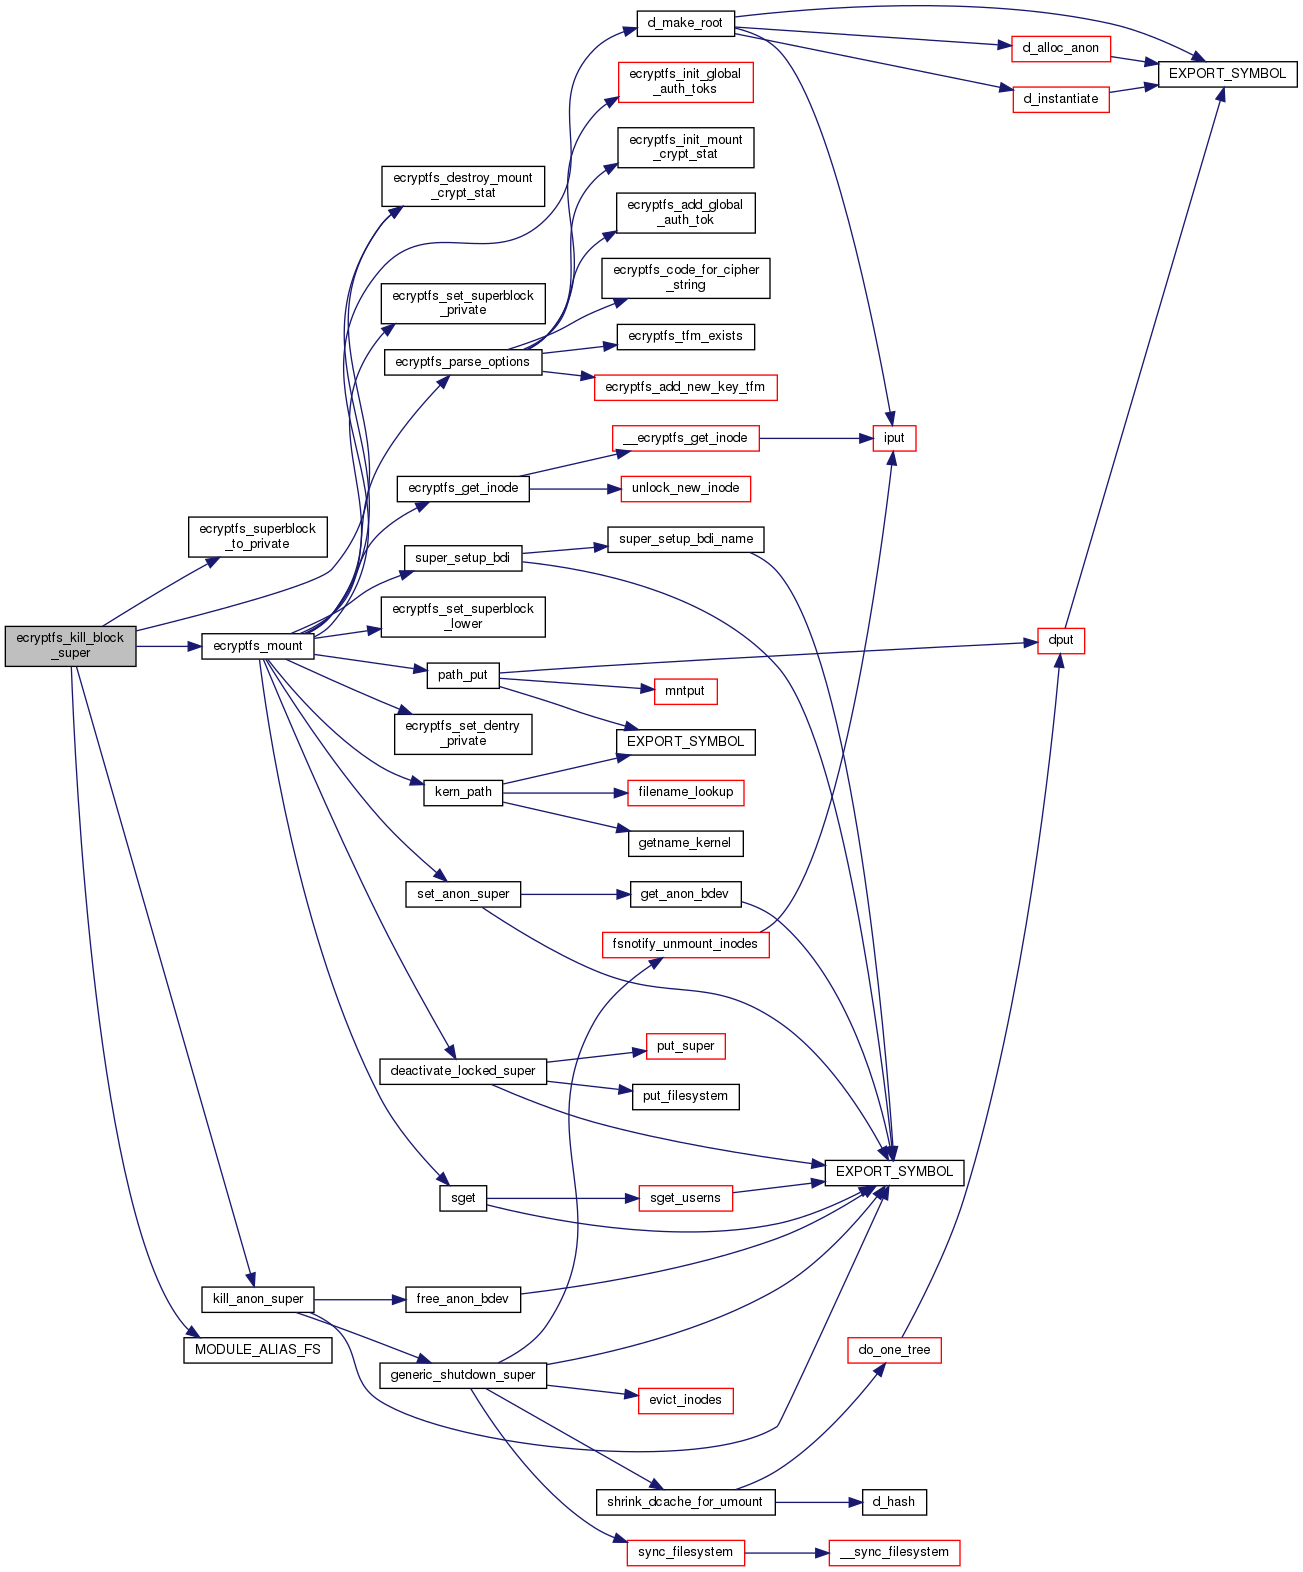 d_make_root
d_alloc_anon
EXPORT_SYMBOL
d_instantiate
ecryptfs_init_global
_auth_toks
ecryptfs_init_mount
_crypt_stat
ecryptfs_destroy_mount
_crypt_stat
ecryptfs_add_global
_auth_tok
ecryptfs_code_for_cipher
_string
ecryptfs_set_superblock
_private
ecryptfs_tfm_exists
ecryptfs_parse_options
ecryptfs_add_new_key_tfm
__ecryptfs_get_inode
iput
ecryptfs_get_inode
unlock_new_inode
ecryptfs_superblock
_to_private
super_setup_bdi
super_setup_bdi_name
ecryptfs_set_superblock
_lower
ecryptfs_kill_block
_super
ecryptfs_mount
dput
path_put
mntput
ecryptfs_set_dentry
_private
EXPORT_SYMBOL
kern_path
filename_lookup
getname_kernel
set_anon_super
get_anon_bdev
fsnotify_unmount_inodes
put_super
deactivate_locked_super
put_filesystem
EXPORT_SYMBOL
sget
sget_userns
kill_anon_super
free_anon_bdev
MODULE_ALIAS_FS
do_one_tree
generic_shutdown_super
evict_inodes
shrink_dcache_for_umount
d_hash
sync_filesystem
__sync_filesystem